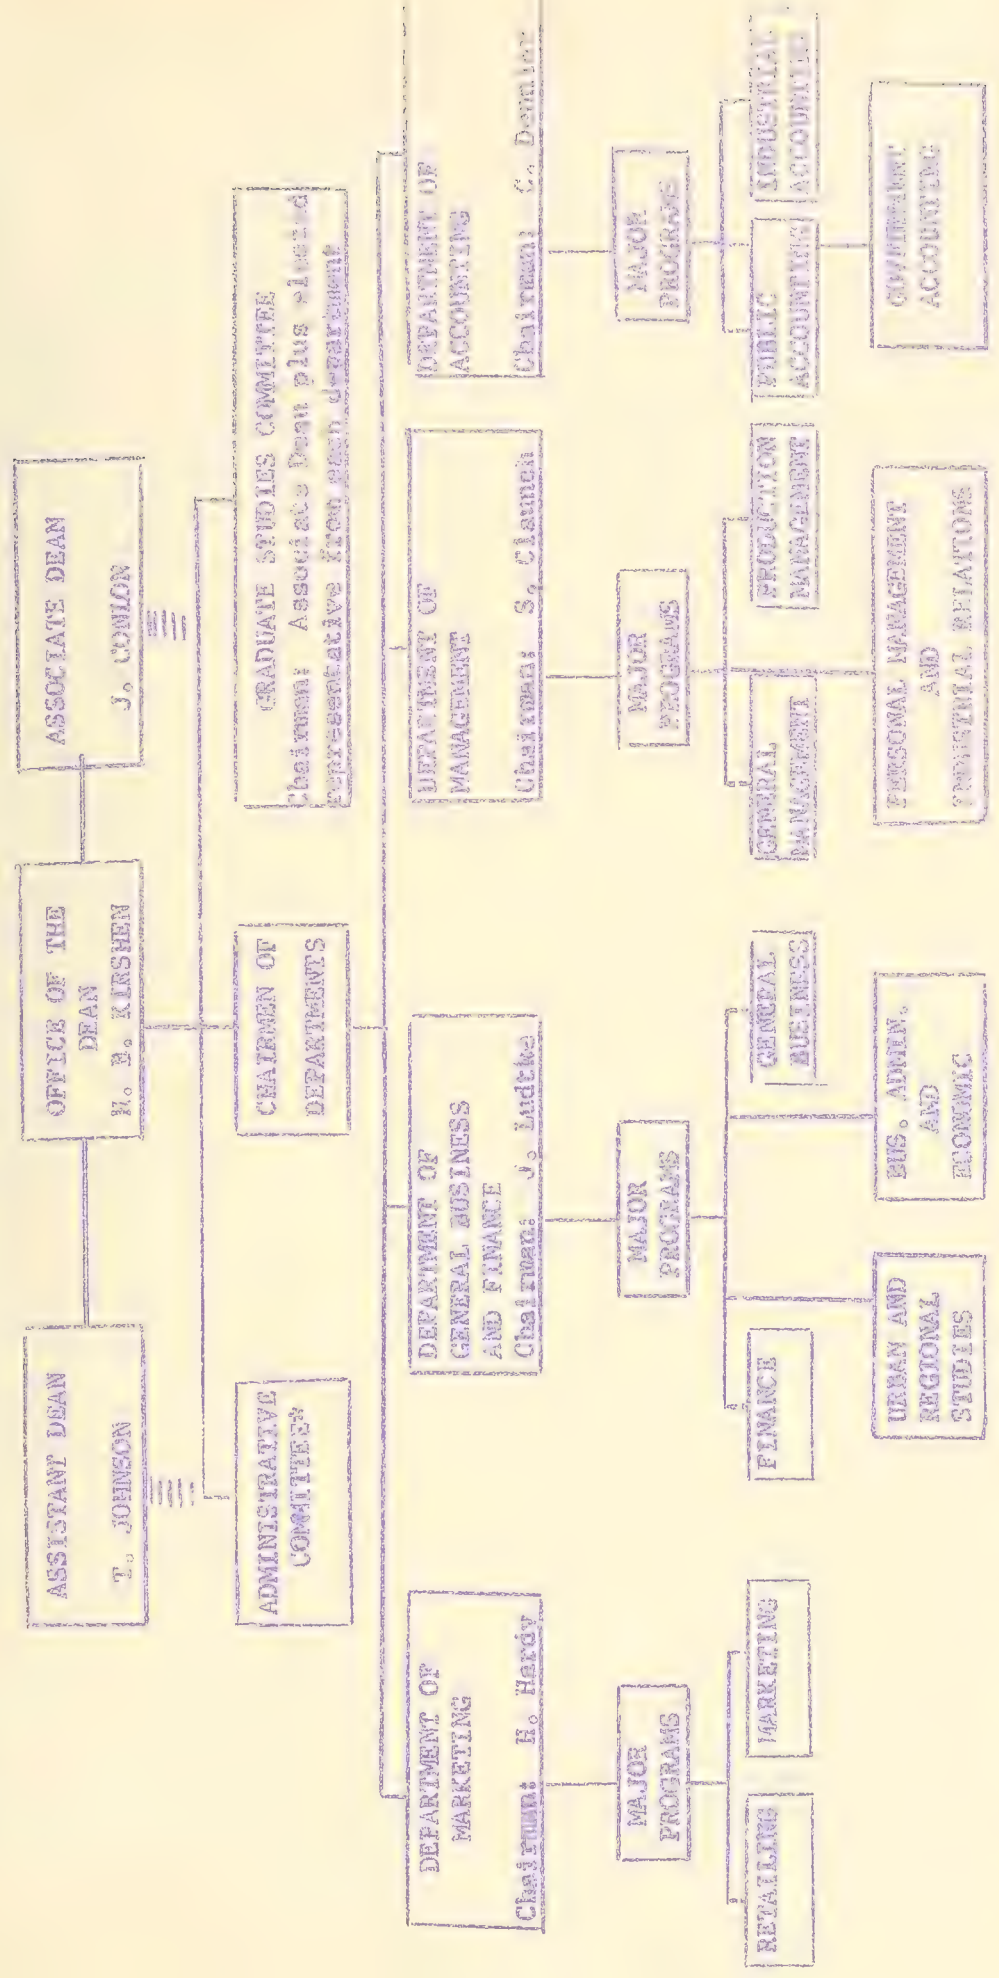 ASSISTANT DEAN
T. JOHNSON
OFFICE OF THE
DEAN
H. B. KIRSHEN
ASSOCIATE DEAN
J. CONLON
ADMINISTRATIVE
COMMITTEE*
CHAIRMEN OF
DEPARTMENTS
GRADUATE STUDIES COMMITTEE
Chairman: Associate Dean plus elected
Representative from each department
DEPARTMENT OF
MARKETING
Chairman: H. Hardy
DEPARTMENT OF
GENERAL BUSINESS
AND FINANCE
Chairman: J. Ludtke
DEPARTMENT OF
MANAGEMENT
Chairman: S. Claunch
DEPARTMENT OF
ACCOUNTING
Chairman:
MAJOR
PROGRAMS
MAJOR
PROGRAMS
MAJOR
PROGRAMS
MAJOR
PROGRAMS
RETAILING
MARKETING
FINANCE
GENERAL
BUSINESS
GENERAL
MANAGEMENT
PRODUCTION
MANAGEMENT
PUBLIC
ACCOUNTING
INDUSTRIAL
ACCOUNTING
URBAN AND
REGIONAL
STUDIES
BUS. ADMIN.
AND
ECONOMIC
PERSONAL MANAGEMENT
AND
INDUSTRIAL RELATIONS
GOVERNMENT
ACCOUNTING